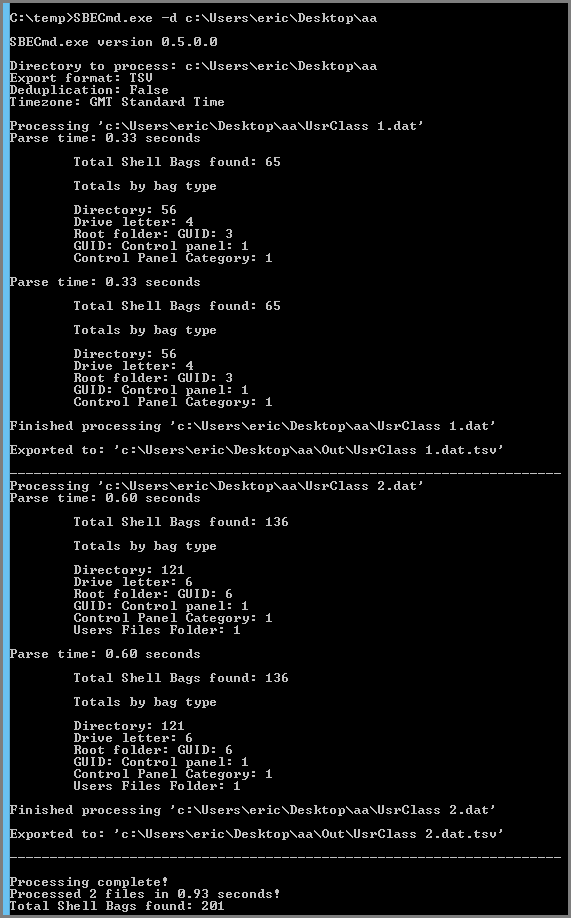 C:\temp>SBECmd.exe -d c:\Users\eric\Desktop\aa
SBECmd.exe version 0.5.0.0
Directory to process: c:\Users\eric\Desktop\aa
Export format: TSV
Deduplication: False
Timezone: GMT Standard Time
Processing 'c:\Users\eric\Desktop\aa\UsrClass 1.dat'
Parse time: 0.33 seconds
Total Shell Bags found: 65
Totals by bag type
Directory: 56
Drive letter: 4
Root folder: GUID: 3
GUID: Control panel: 1
Control Panel Category: 1
Parse time: 0.33 seconds
Total Shell Bags found: 65
Totals by bag type
Directory: 56
Drive letter: 4
Root folder: GUID: 3
GUID: Control panel: 1
Control Panel Category: 1
Finished processing 'c:\Users\eric\Desktop\aa\UsrClass 1.dat'
Exported to: 'c:\Users\eric\Desktop\aa\Out\UsrClass 1.dat.tsv'
Processing 'c:\Users\eric\Desktop\aa\UsrClass 2.dat'
Parse time: 0.60 seconds
Total Shell Bags found: 136
Totals by bag type
Directory: 121
Drive letter: 6
Root folder: GUID: 6
GUID: Control panel: 1
Control Panel Category: 1
Users Files Folder: 1
Parse time: 0.60 seconds
Total Shell Bags found: 136
Totals by bag type
Directory: 121
Drive letter: 6
Root folder: GUID: 6
GUID: Control panel: 1
Control Panel Category: 1
Users Files Folder: 1
Finished processing 'c:\Users\eric\Desktop\aa\UsrClass 2.dat'
Exported to: 'c:\Users\eric\Desktop\aa\Out\UsrClass 2.dat.tsv'
Processing complete!
Processed 2 files in 0.93 seconds!
Total Shell Bags found: 201